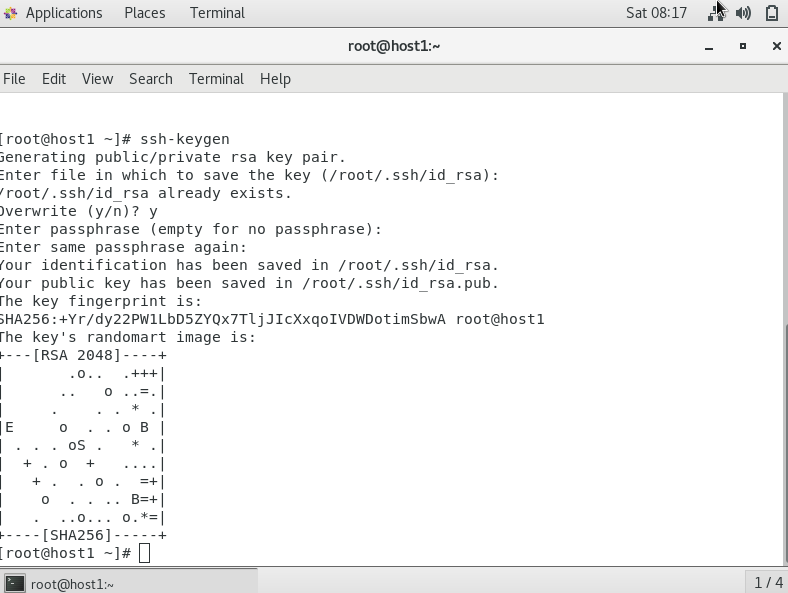 Applications Places Terminal Sat 08:17
root@host1:~
File Edit View Search Terminal Help
[root@host1 ~]# ssh-keygen
Generating public/private rsa key pair.
Enter file in which to save the key (/root/.ssh/id_rsa):
/root/.ssh/id_rsa already exists.
Overwrite (y/n)? y
Enter passphrase (empty for no passphrase):
Enter same passphrase again:
Your identification has been saved in /root/.ssh/id_rsa.
Your public key has been saved in /root/.ssh/id_rsa.pub.
The key fingerprint is:
SHA256:+Yr/dy22PW1LbD5ZYQx7TljJIcXxqoIVDWDotimSbwA root@host1
The key's randomart image is:
+---[RSA 2048]----+
|       .o..  .+++|
|      ..   o ..=.|
|     .    . . * .|
|E     o  . . o B |
| . . . oS .   * .|
|  + . o  +   ....|
|   + .  . o .  =+|
|    o  . . .. B=+|
|   .  ..o... o.*=|
+----[SHA256]-----+
[root@host1 ~]#
root@host1:~ 1 / 4